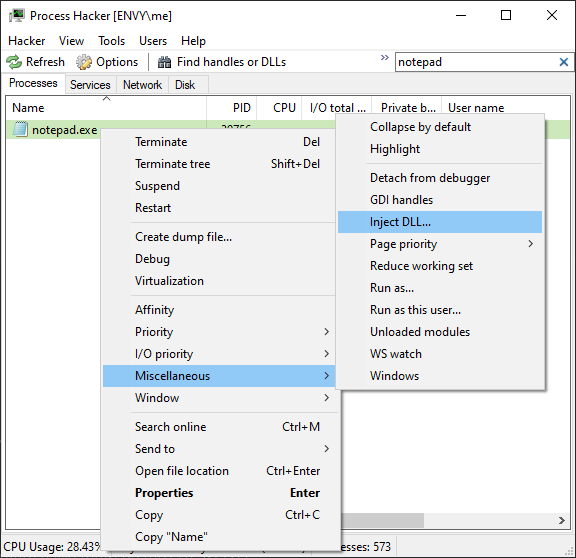 Process Hacker [ENVY\me]
Hacker View Tools Users Help
Refresh Options Find handles or DLLs » notepad
Processes Services Network Disk
Name PID CPU I/O total ... Private b... User name
notepad.exe
Terminate Del
Terminate tree Shift+Del
Suspend
Restart
Create dump file...
Debug
Virtualization
Affinity
Priority
I/O priority
Miscellaneous
Window
Search online Ctrl+M
Send to
Open file location Ctrl+Enter
Properties Enter
Copy Ctrl+C
Copy "Name"
Collapse by default
Highlight
Detach from debugger
GDI handles
Inject DLL...
Page priority
Reduce working set
Run as...
Run as this user...
Unloaded modules
WS watch
Windows
CPU Usage: 28.43% esses: 573